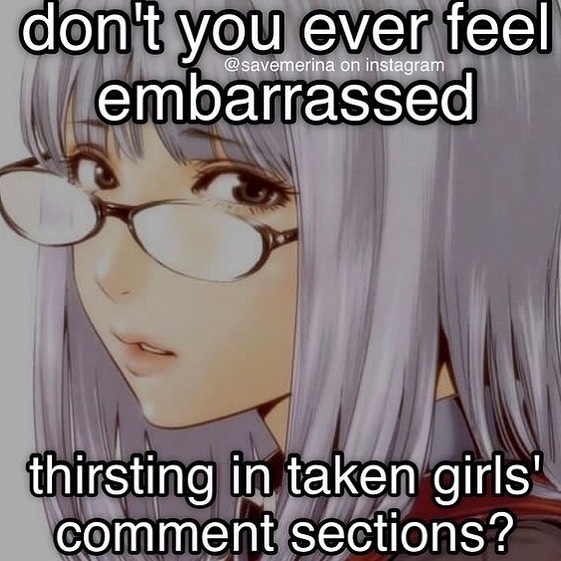 don't you ever feel
@savemerina on instagram
embarrassed
thirsting in taken girls'
comment sections?